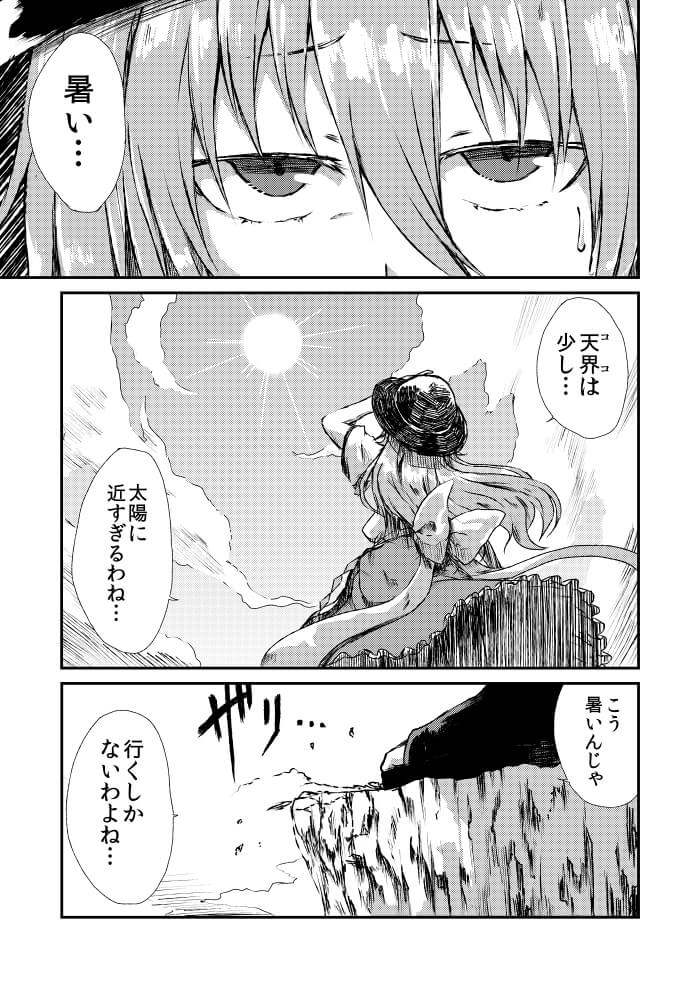 暑い…
天界は
ココ
少し…
太陽に
近すぎるわね…
こう
暑いんじゃ
ザリ…
行くしか
ないわよね…